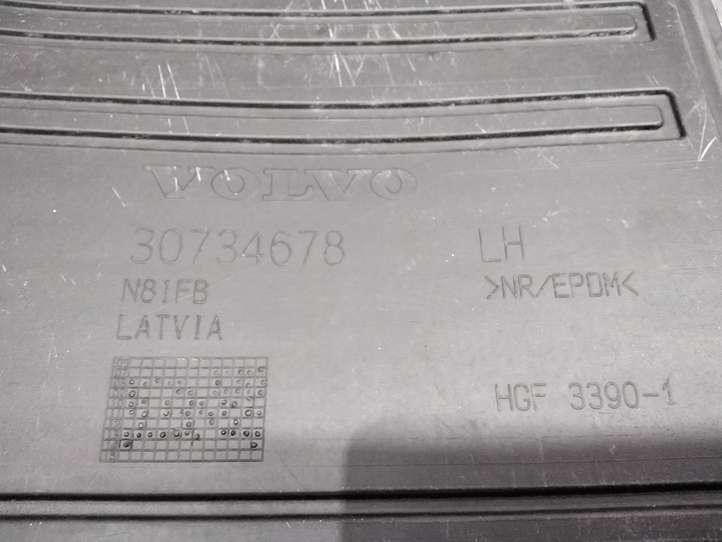 VOLVO
30734678 LH
N81FB >NR/EPDM<
LATVIA
HGF 3390-1